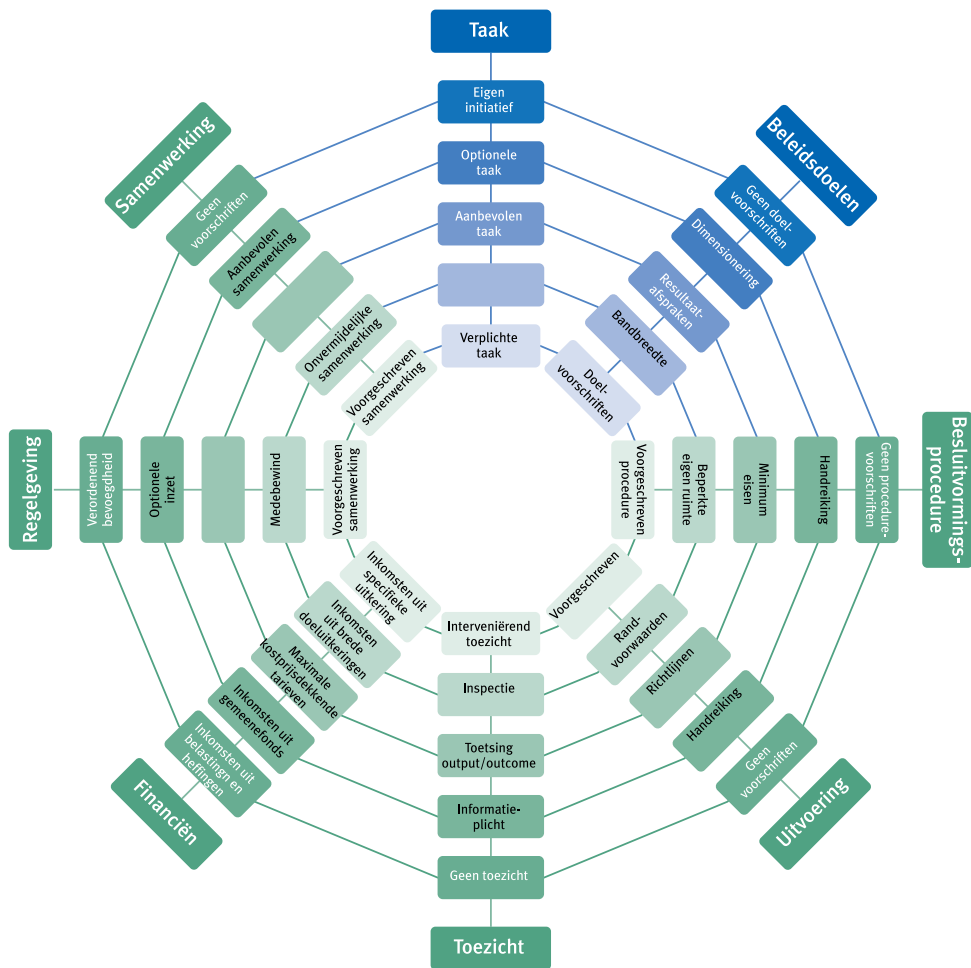 Taak
Eigen
initiatief
Optionele
taak
Aanbevolen
taak
Verplichte
taak
Beleidsdoelen
Geen doel-
voorschriften
Dimensionering
Resultaat-
afspraken
Bandbreedte
Doel-
voorschriften
Besluitvormings-
procedure
Geen procedure-
voorschriften
Handreiking
Minimum
eisen
Beperkte
eigen ruimte
Voorgeschreven
procedure
Uitvoering
Geen
voorschriften
Handreiking
Richtlijnen
Rand-
voorwaarden
Voorgeschreven
Interveniërend
toezicht
Inspectie
Toetsing
output/outcome
Informatie-
plicht
Geen toezicht
Toezicht
Financiën
Inkomsten uit
belastingn en
heffingen
Inkomsten uit
gemeenefonds
Maximale
kostprijsdekkende
tarieven
Inkomsten
uit brede
doeluitkeringen
Inkomsten uit
specifieke
uitkering
Regelgeving
Verordenend
bevoegdheid
Optionele
inzet
Medebewind
Voorgeschreven
samenwerking
Samenwerking
Geen
voorschriften
Aanbevolen
samenwerking
Onvermijdelijke
samenwerking
Voorgeschreven
samenwerking